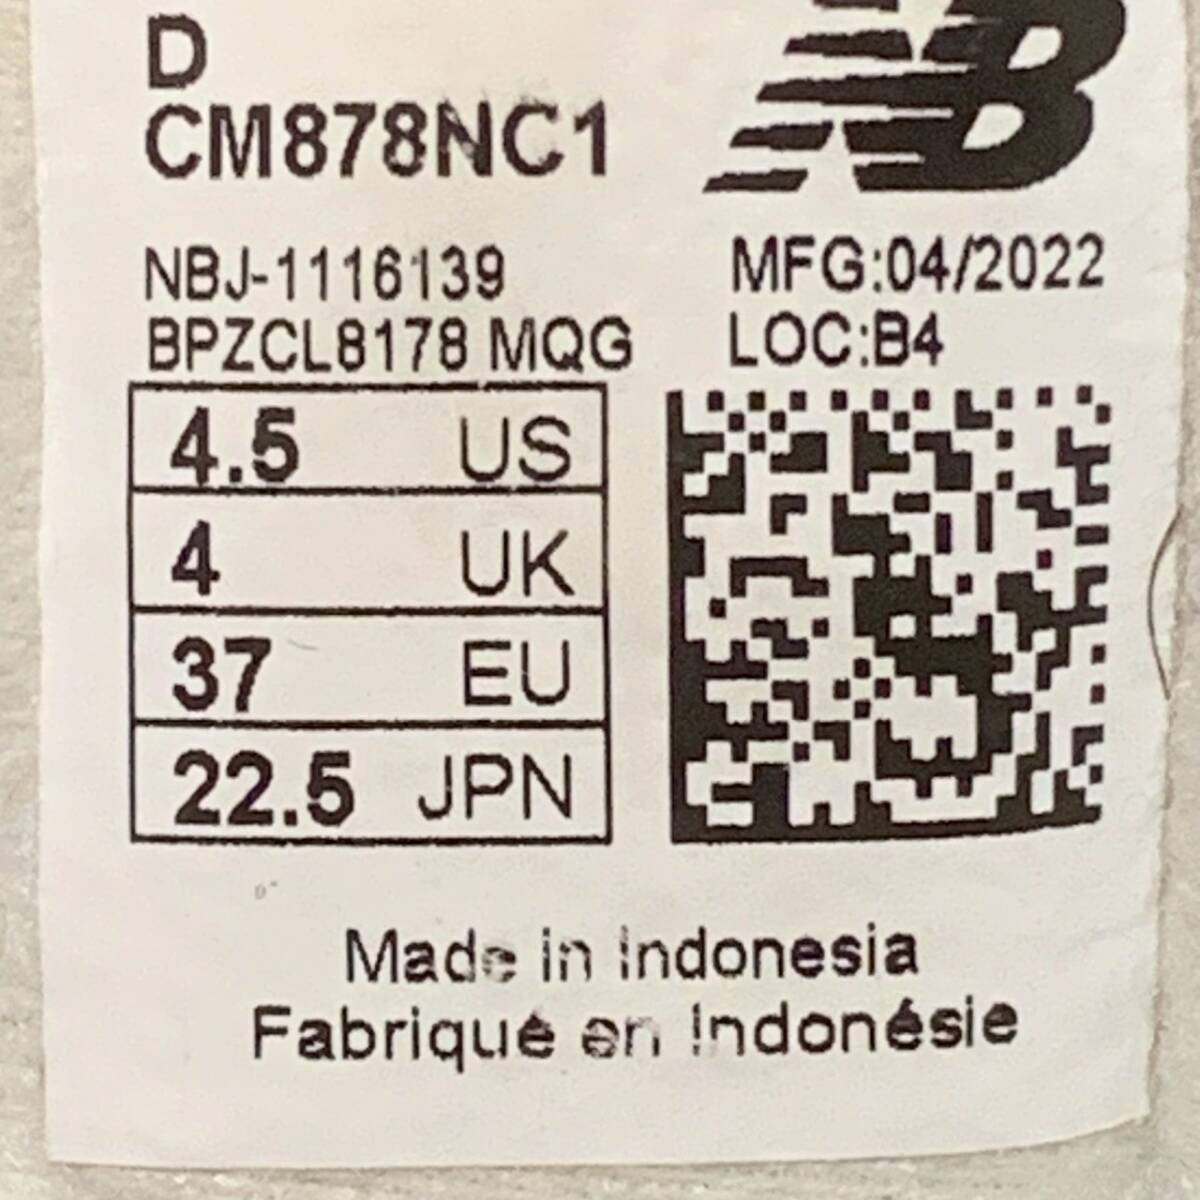 D
CM878NC1
NB
NBJ-1116139
MFG:04/2022
BPZCL8178 MQG
LOC:B4
4.5 US
4 UK
37 EU
22.5 JPN
Made in Indonesia
Fabriqué en Indonésie